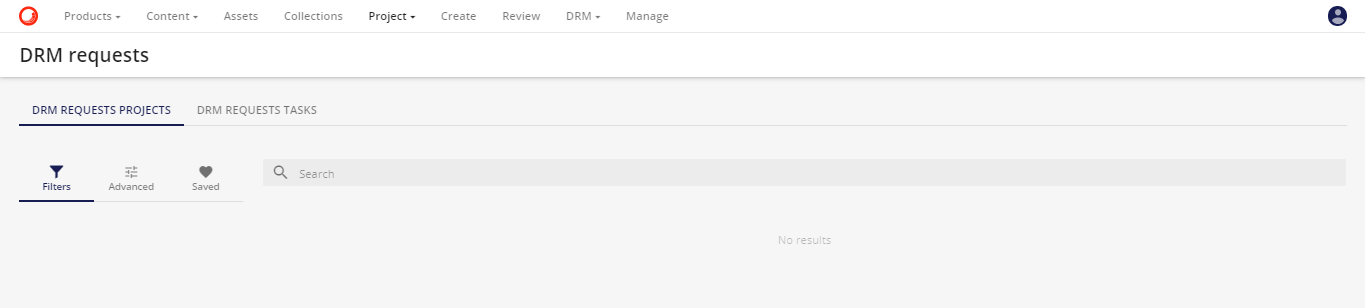 Products Content Assets Collections Project Create Review DRM Manage
DRM requests
DRM REQUESTS PROJECTS DRM REQUESTS TASKS
Filters Advanced Saved
Search
No results